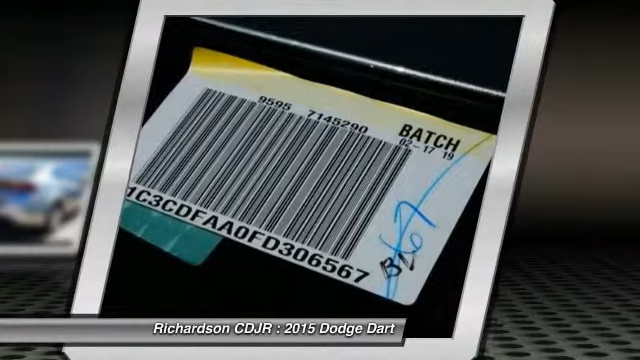 9595 7145290
BATCH
02-17 19
1C3CDFAA0FD306567
Richardson CDJR : 2015 Dodge Dart